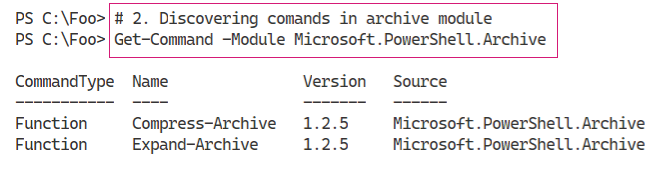 PS C:\Foo> # 2. Discovering comands in archive module
PS C:\Foo> Get-Command -Module Microsoft.PowerShell.Archive
CommandType  Name              Version  Source
-----------  ----              -------  ------
Function     Compress-Archive  1.2.5    Microsoft.PowerShell.Archive
Function     Expand-Archive    1.2.5    Microsoft.PowerShell.Archive